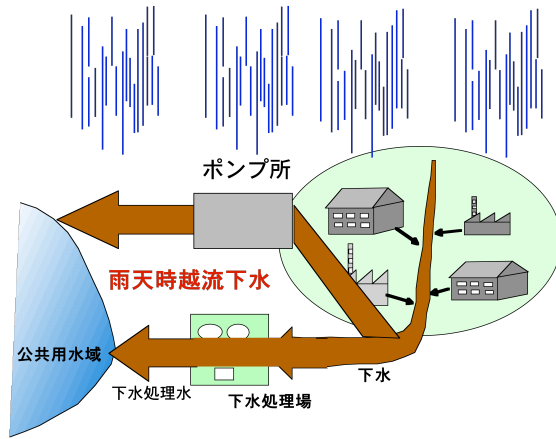 ポンプ所
雨天時越流下水
公共用水域
下水処理水
下水処理場
下水